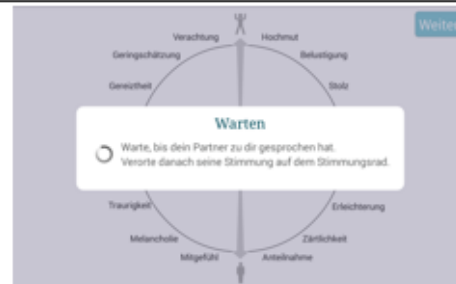 Weiter
Verachtung
Hochmut
Geringschätzung
Belustigung
Gereiztheit
Stolz
Warten
Warte, bis dein Partner zu dir gesprochen hat.
Verorte danach seine Stimmung auf dem Stimmungsrad.
Traurigkeit
Erleichterung
Melancholie
Zärtlichkeit
Mitgefühl
Anteilnahme